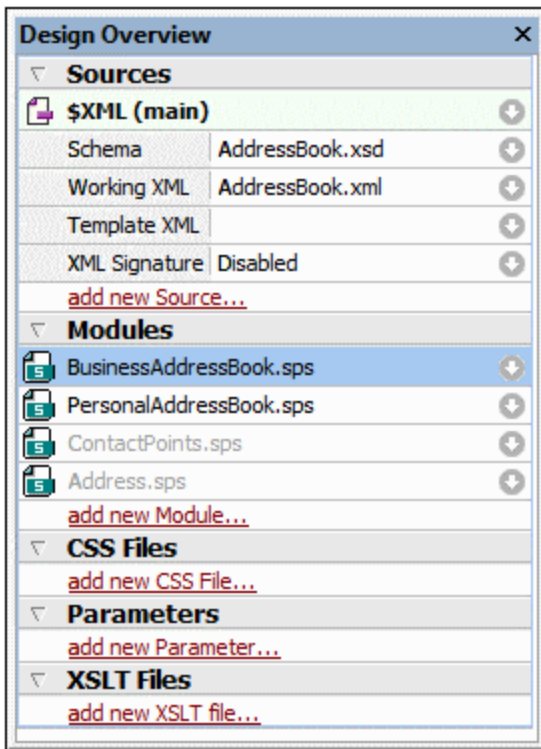 Design Overview
Sources
$XML (main)
Schema AddressBook.xsd
Working XML AddressBook.xml
Template XML
XML Signature Disabled
add new Source...
Modules
BusinessAddressBook.sps
PersonalAddressBook.sps
ContactPoints.sps
Address.sps
add new Module...
CSS Files
add new CSS File...
Parameters
add new Parameter...
XSLT Files
add new XSLT file...